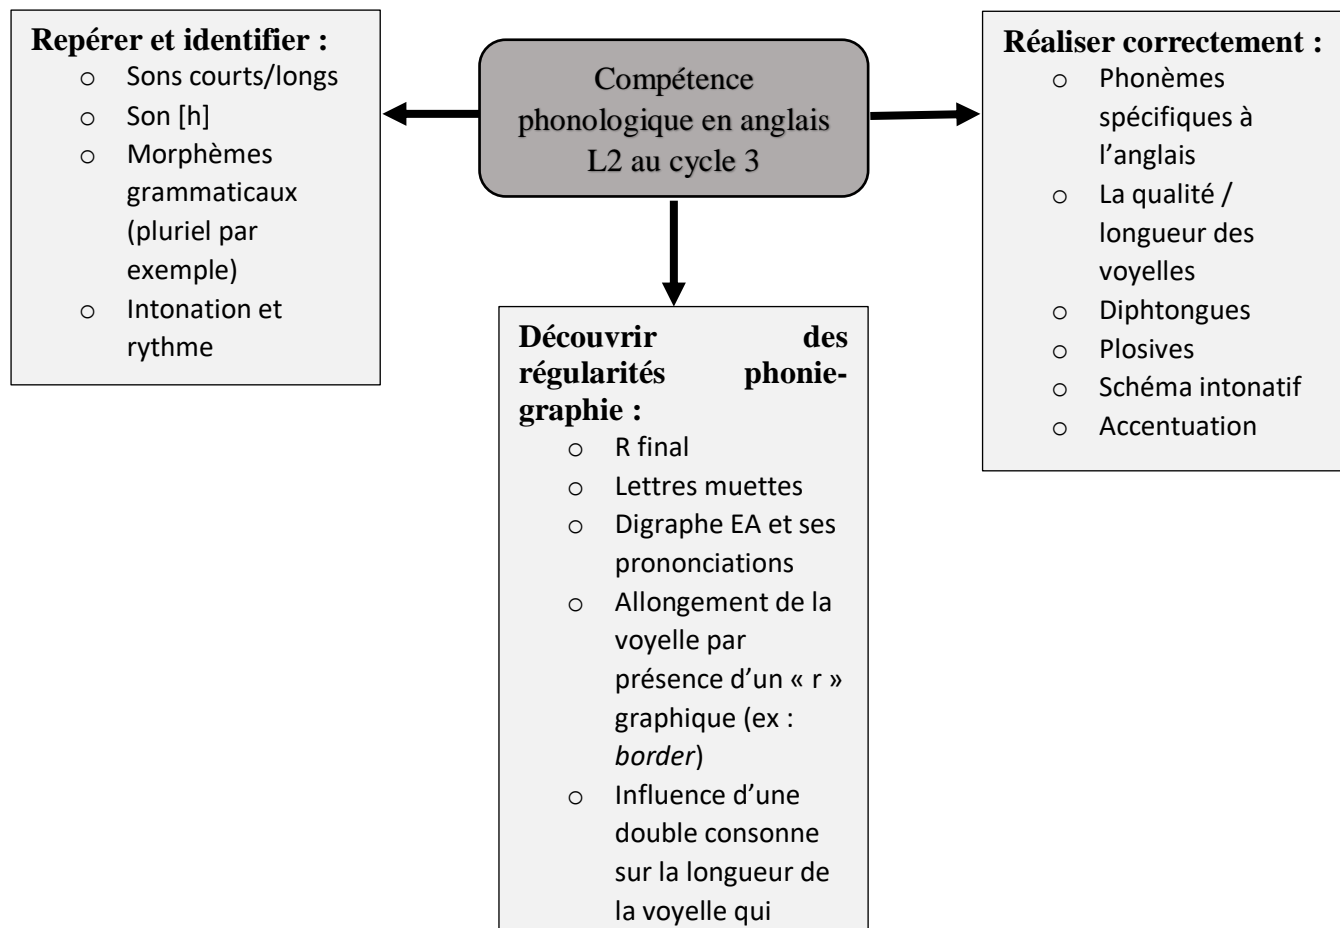 Compétence
phonologique en anglais
L2 au cycle 3
Repérer et identifier :
o Sons courts/longs
o Son [h]
o Morphèmes
grammaticaux
(pluriel par
exemple)
o Intonation et
rythme
Découvrir des
régularités phonie-
graphie :
o R final
o Lettres muettes
o Digraphe EA et ses
prononciations
o Allongement de la
voyelle par
présence d’un « r »
graphique (ex :
border)
o Influence d’une
double consonne
sur la longueur de
la voyelle qui
Réaliser correctement :
o Phonèmes
spécifiques à
l’anglais
o La qualité /
longueur des
voyelles
o Diphtongues
o Plosives
o Schéma intonatif
o Accentuation